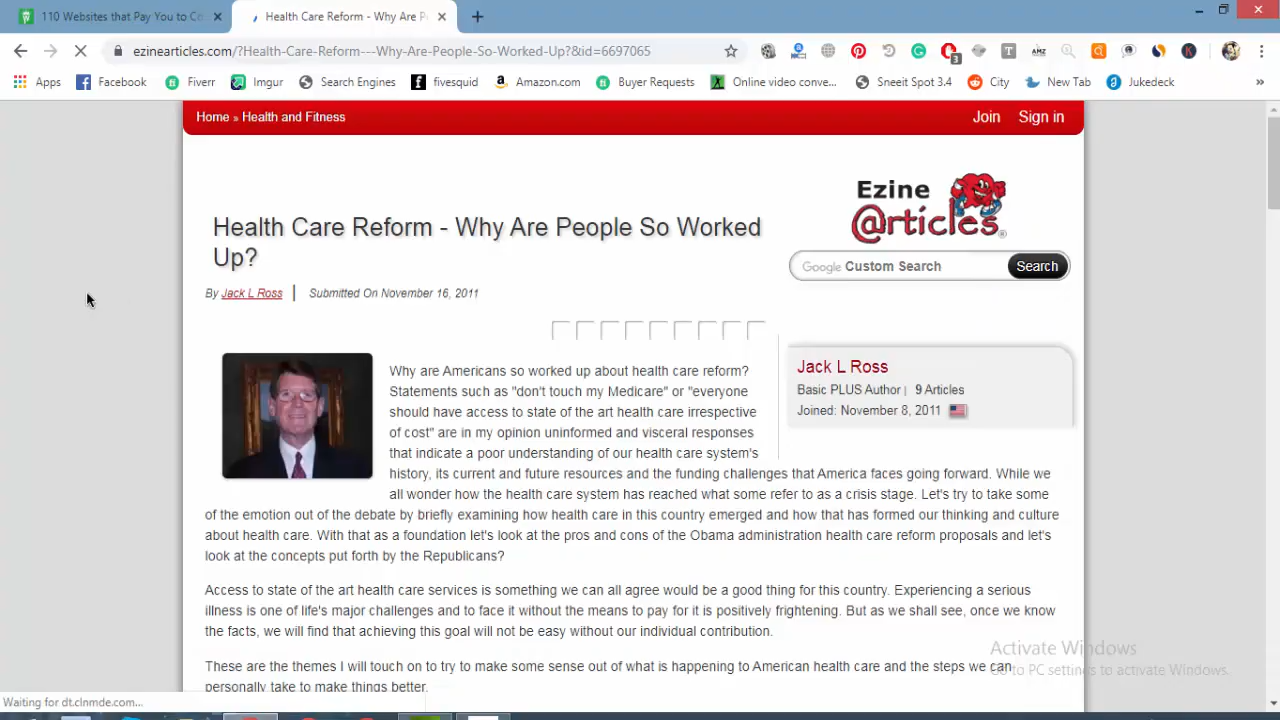 110 Websites that Pay You to Cr
Health Care Reform - Why Are P
ezinearticles.com/?Health-Care-Reform---Why-Are-People-So-Worked-Up?&id=6697065
3
T
AMZ
K
Apps
Facebook
Fiverr
Imgur
Search Engines
fivesquid
Amazon.com
Buyer Requests
Online video conve...
Sneeit Spot 3.4
City
New Tab
Jukedeck
»
Home » Health and Fitness
Join
Sign in
Ezine
@rticles®
Health Care Reform - Why Are People So Worked
Up?
Google Custom Search
Search
By Jack L Ross | Submitted On November 16, 2011
Jack L Ross
Basic PLUS Author | 9 Articles
Joined: November 8, 2011
Why are Americans so worked up about health care reform?
Statements such as "don't touch my Medicare" or "everyone
should have access to state of the art health care irrespective
of cost" are in my opinion uninformed and visceral responses
that indicate a poor understanding of our health care system's
history, its current and future resources and the funding challenges that America faces going forward. While we
all wonder how the health care system has reached what some refer to as a crisis stage. Let's try to take some
of the emotion out of the debate by briefly examining how health care in this country emerged and how that has formed our thinking and culture
about health care. With that as a foundation let's look at the pros and cons of the Obama administration health care reform proposals and let's
look at the concepts put forth by the Republicans?
Access to state of the art health care services is something we can all agree would be a good thing for this country. Experiencing a serious
illness is one of life's major challenges and to face it without the means to pay for it is positively frightening. But as we shall see, once we know
the facts, we will find that achieving this goal will not be easy without our individual contribution.
These are the themes I will touch on to try to make some sense out of what is happening to American health care and the steps we can
personally take to make things better.
Activate Windows
Go to PC settings to activate Windows.
Waiting for dt.clnmde.com...